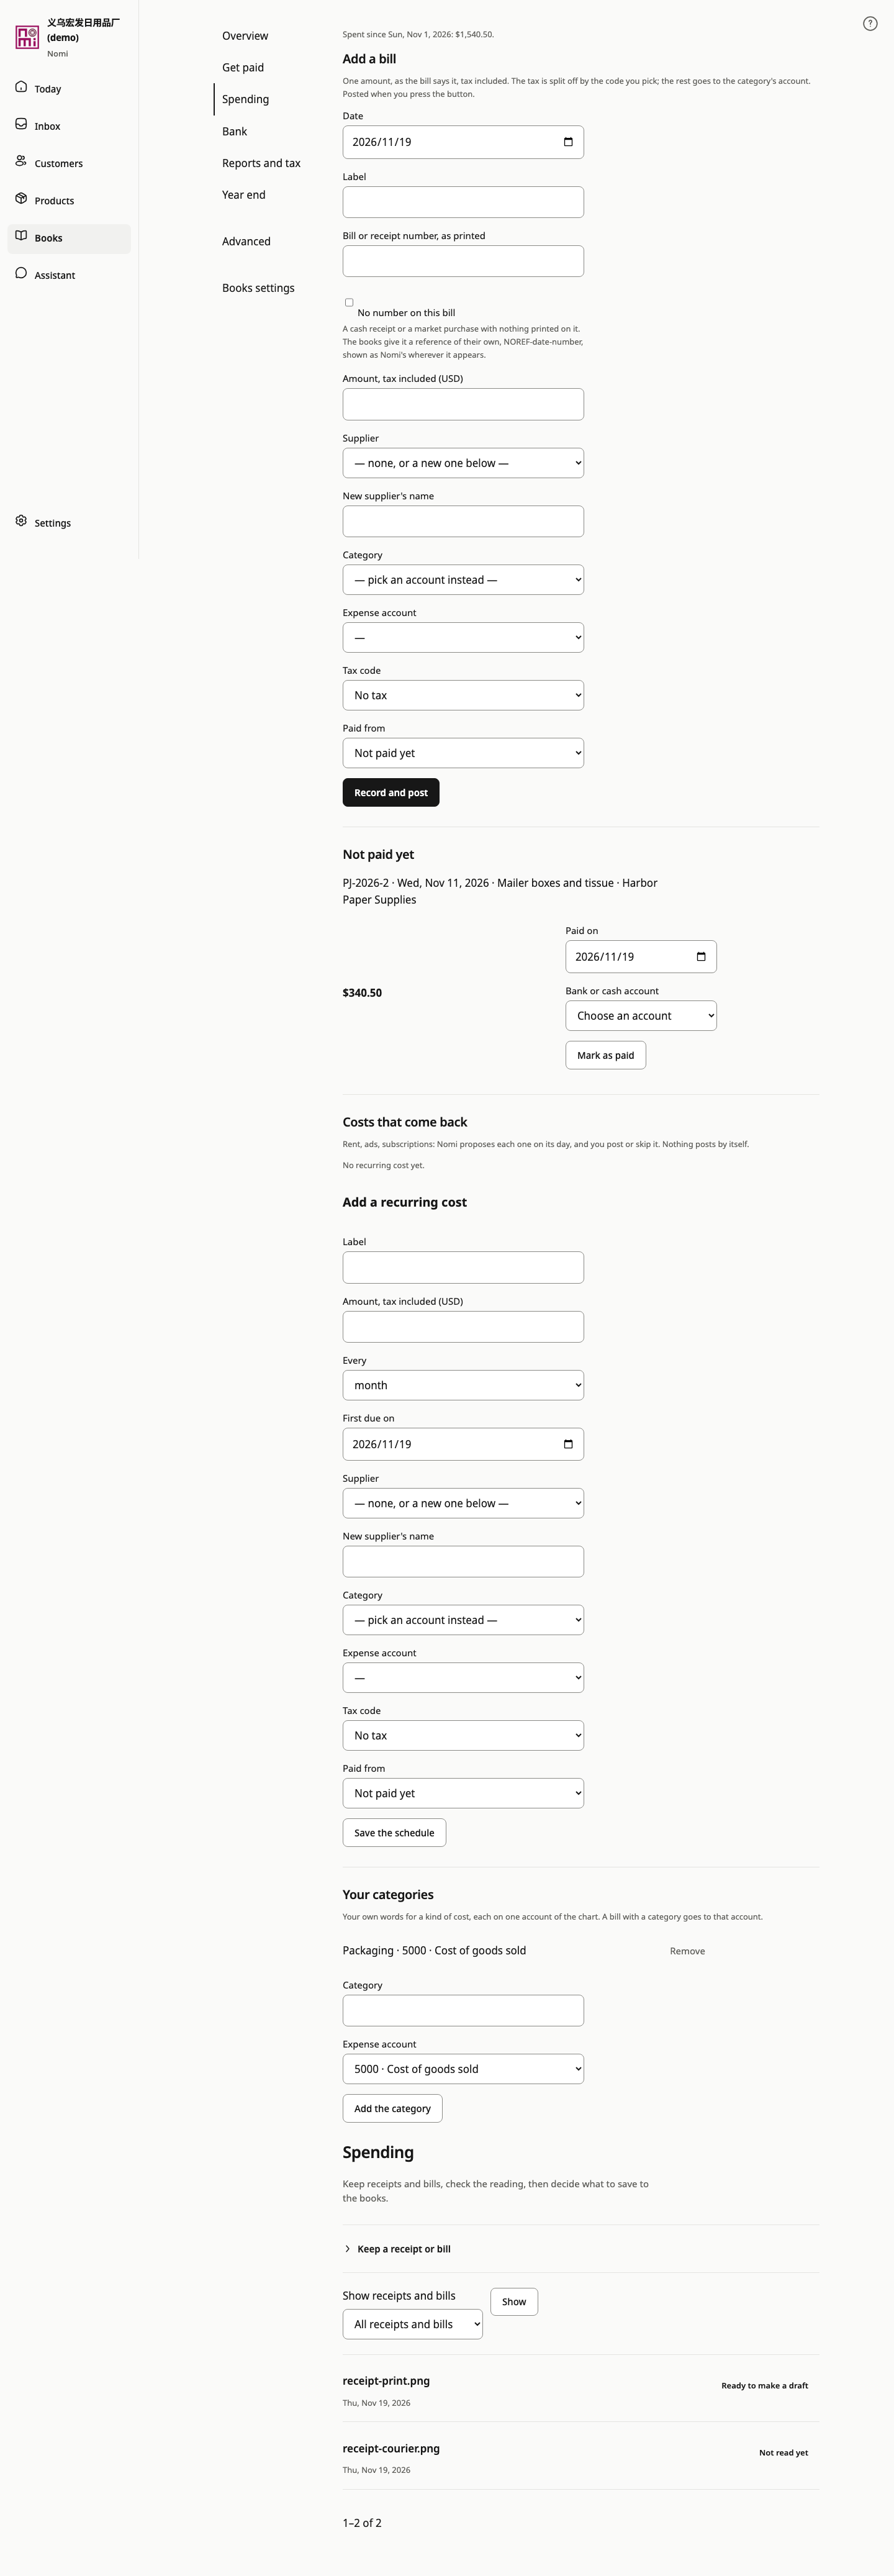 义乌宏发日用品厂
(demo)
Nomi
Today
Inbox
Customers
Products
Books
Assistant
Settings
Overview
Get paid
Spending
Bank
Reports and tax
Year end
Advanced
Books settings
?
Spent since Sun, Nov 1, 2026: $1,540.50.
Add a bill
One amount, as the bill says it, tax included. The tax is split off by the code you pick; the rest goes to the category's account.
Posted when you press the button.
Date
2026/11/19
Label
Bill or receipt number, as printed
No number on this bill
A cash receipt or a market purchase with nothing printed on it.
The books give it a reference of their own, NOREF-date-number,
shown as Nomi's wherever it appears.
Amount, tax included (USD)
Supplier
— none, or a new one below —
New supplier's name
Category
— pick an account instead —
Expense account
—
Tax code
No tax
Paid from
Not paid yet
Record and post
Not paid yet
PJ-2026-2 · Wed, Nov 11, 2026 · Mailer boxes and tissue · Harbor
Paper Supplies
$340.50
Paid on
2026/11/19
Bank or cash account
Choose an account
Mark as paid
Costs that come back
Rent, ads, subscriptions: Nomi proposes each one on its day, and you post or skip it. Nothing posts by itself.
No recurring cost yet.
Add a recurring cost
Label
Amount, tax included (USD)
Every
month
First due on
2026/11/19
Supplier
— none, or a new one below —
New supplier's name
Category
— pick an account instead —
Expense account
—
Tax code
No tax
Paid from
Not paid yet
Save the schedule
Your categories
Your own words for a kind of cost, each on one account of the chart. A bill with a category goes to that account.
Packaging · 5000 · Cost of goods sold
Remove
Category
Expense account
5000 · Cost of goods sold
Add the category
Spending
Keep receipts and bills, check the reading, then decide what to save to
the books.
Keep a receipt or bill
Show receipts and bills
All receipts and bills
Show
receipt-print.png
Thu, Nov 19, 2026
Ready to make a draft
receipt-courier.png
Thu, Nov 19, 2026
Not read yet
1–2 of 2